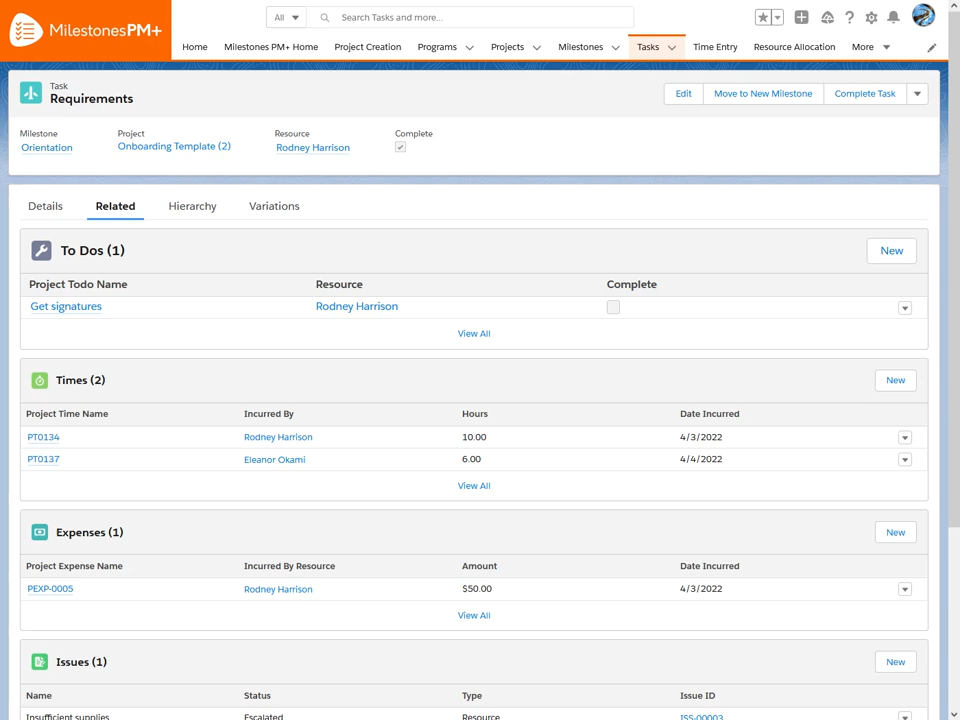 MilestonesPM+
All
Search Tasks and more...
Home
Milestones PM+ Home
Project Creation
Programs
Projects
Milestones
Tasks
Time Entry
Resource Allocation
More
Task
Requirements
Edit
Move to New Milestone
Complete Task
Milestone
Project
Resource
Complete
Orientation
Onboarding Template (2)
Rodney Harrison
Details
Related
Hierarchy
Variations
To Dos (1)
New
Project Todo Name
Resource
Complete
Get signatures
Rodney Harrison
View All
Times (2)
New
Project Time Name
Incurred By
Hours
Date Incurred
PT0134
Rodney Harrison
10.00
4/3/2022
PT0137
Eleanor Okami
6.00
4/4/2022
View All
Expenses (1)
New
Project Expense Name
Incurred By Resource
Amount
Date Incurred
PEXP-0005
Rodney Harrison
$50.00
4/3/2022
View All
Issues (1)
New
Name
Status
Type
Issue ID
Insufficient supplies
Escalated
Resource
ISS-00003